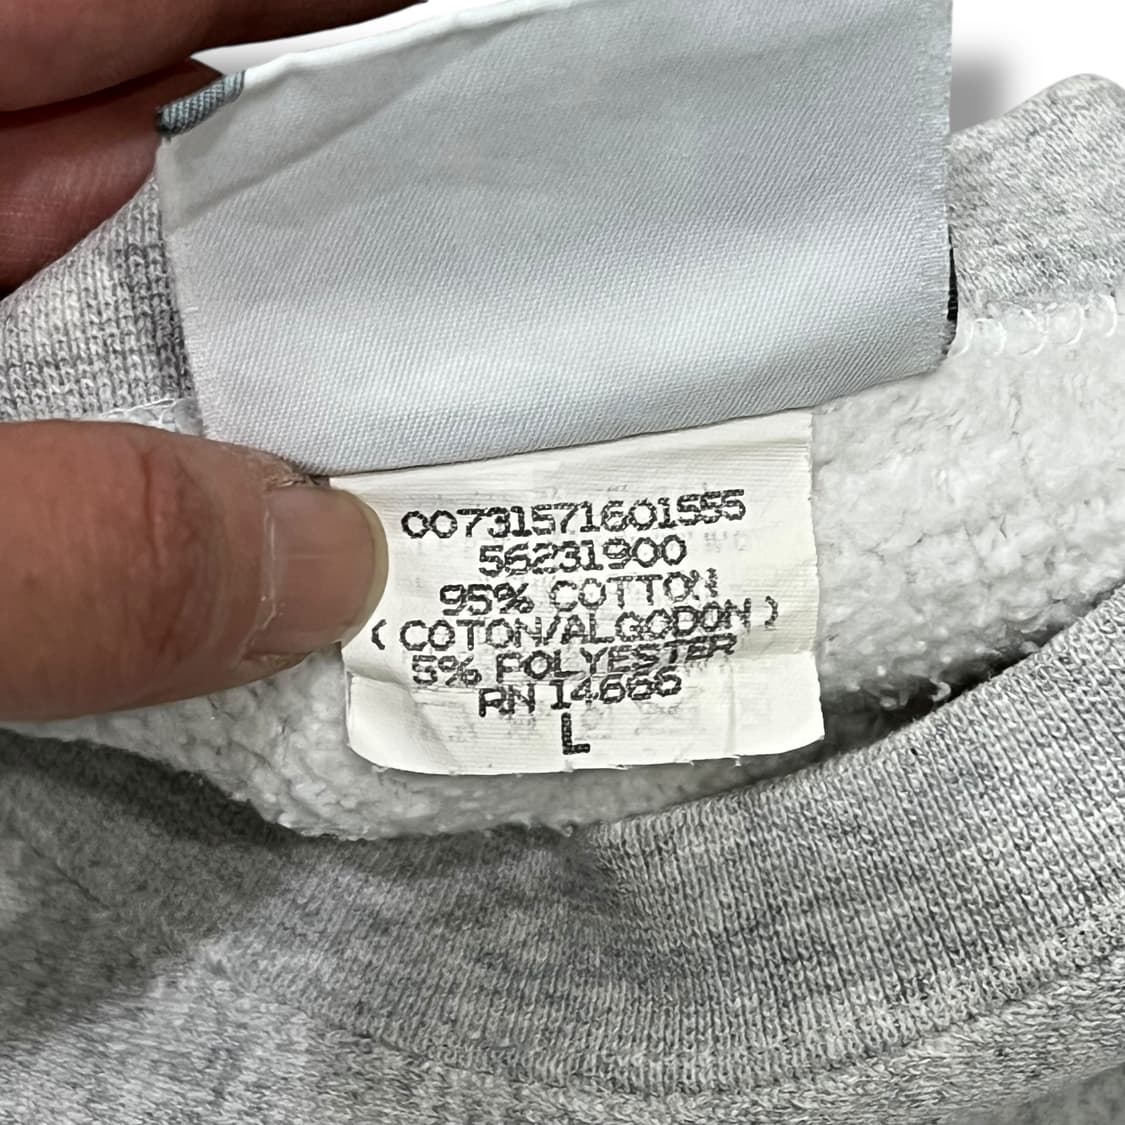 00731571601555
56231900
95% COTTON
(COTON/ALGODON)
5% POLYESTER
RN 14666
L